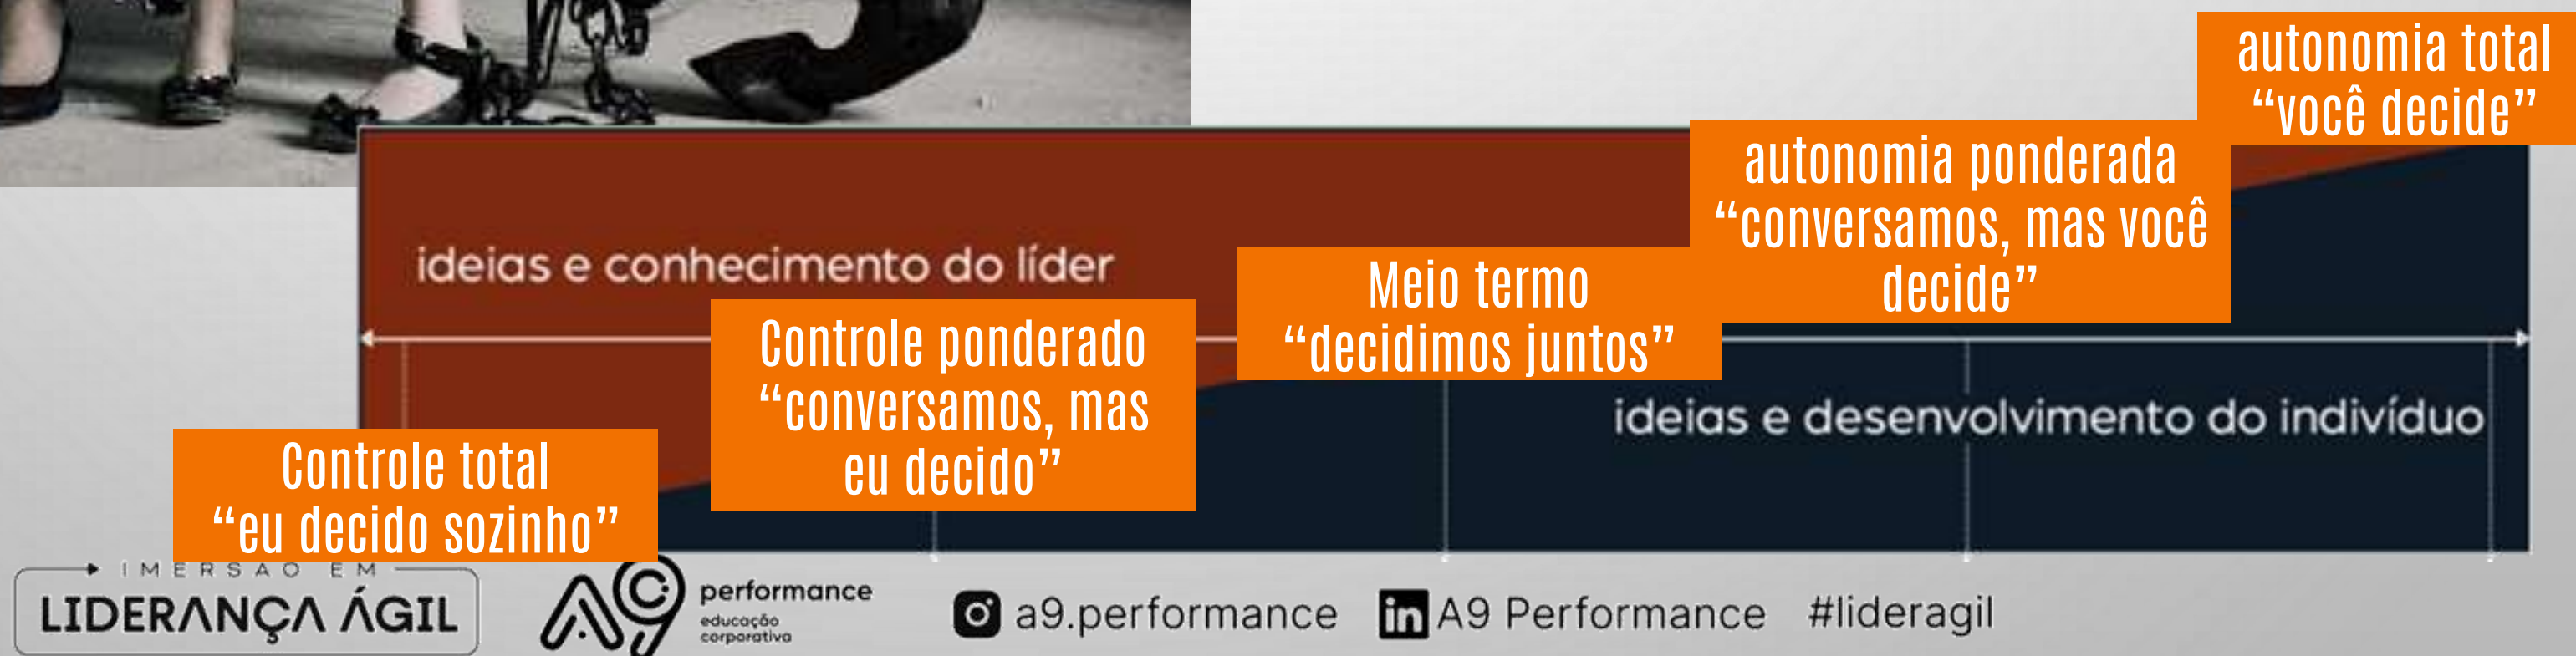 autonomia total
“você decide”
autonomia ponderada
“conversamos, mas você
decide”
ideias e conhecimento do líder
Meio termo
“decidimos juntos”
Controle ponderado
“conversamos, mas
eu decido”
ideias e desenvolvimento do indivíduo
Controle total
“eu decido sozinho”
IMERSÃO EM
LIDERANÇA ÁGIL
A9
performance
educação
corporativa
a9.performance
in A9 Performance
#lideragil